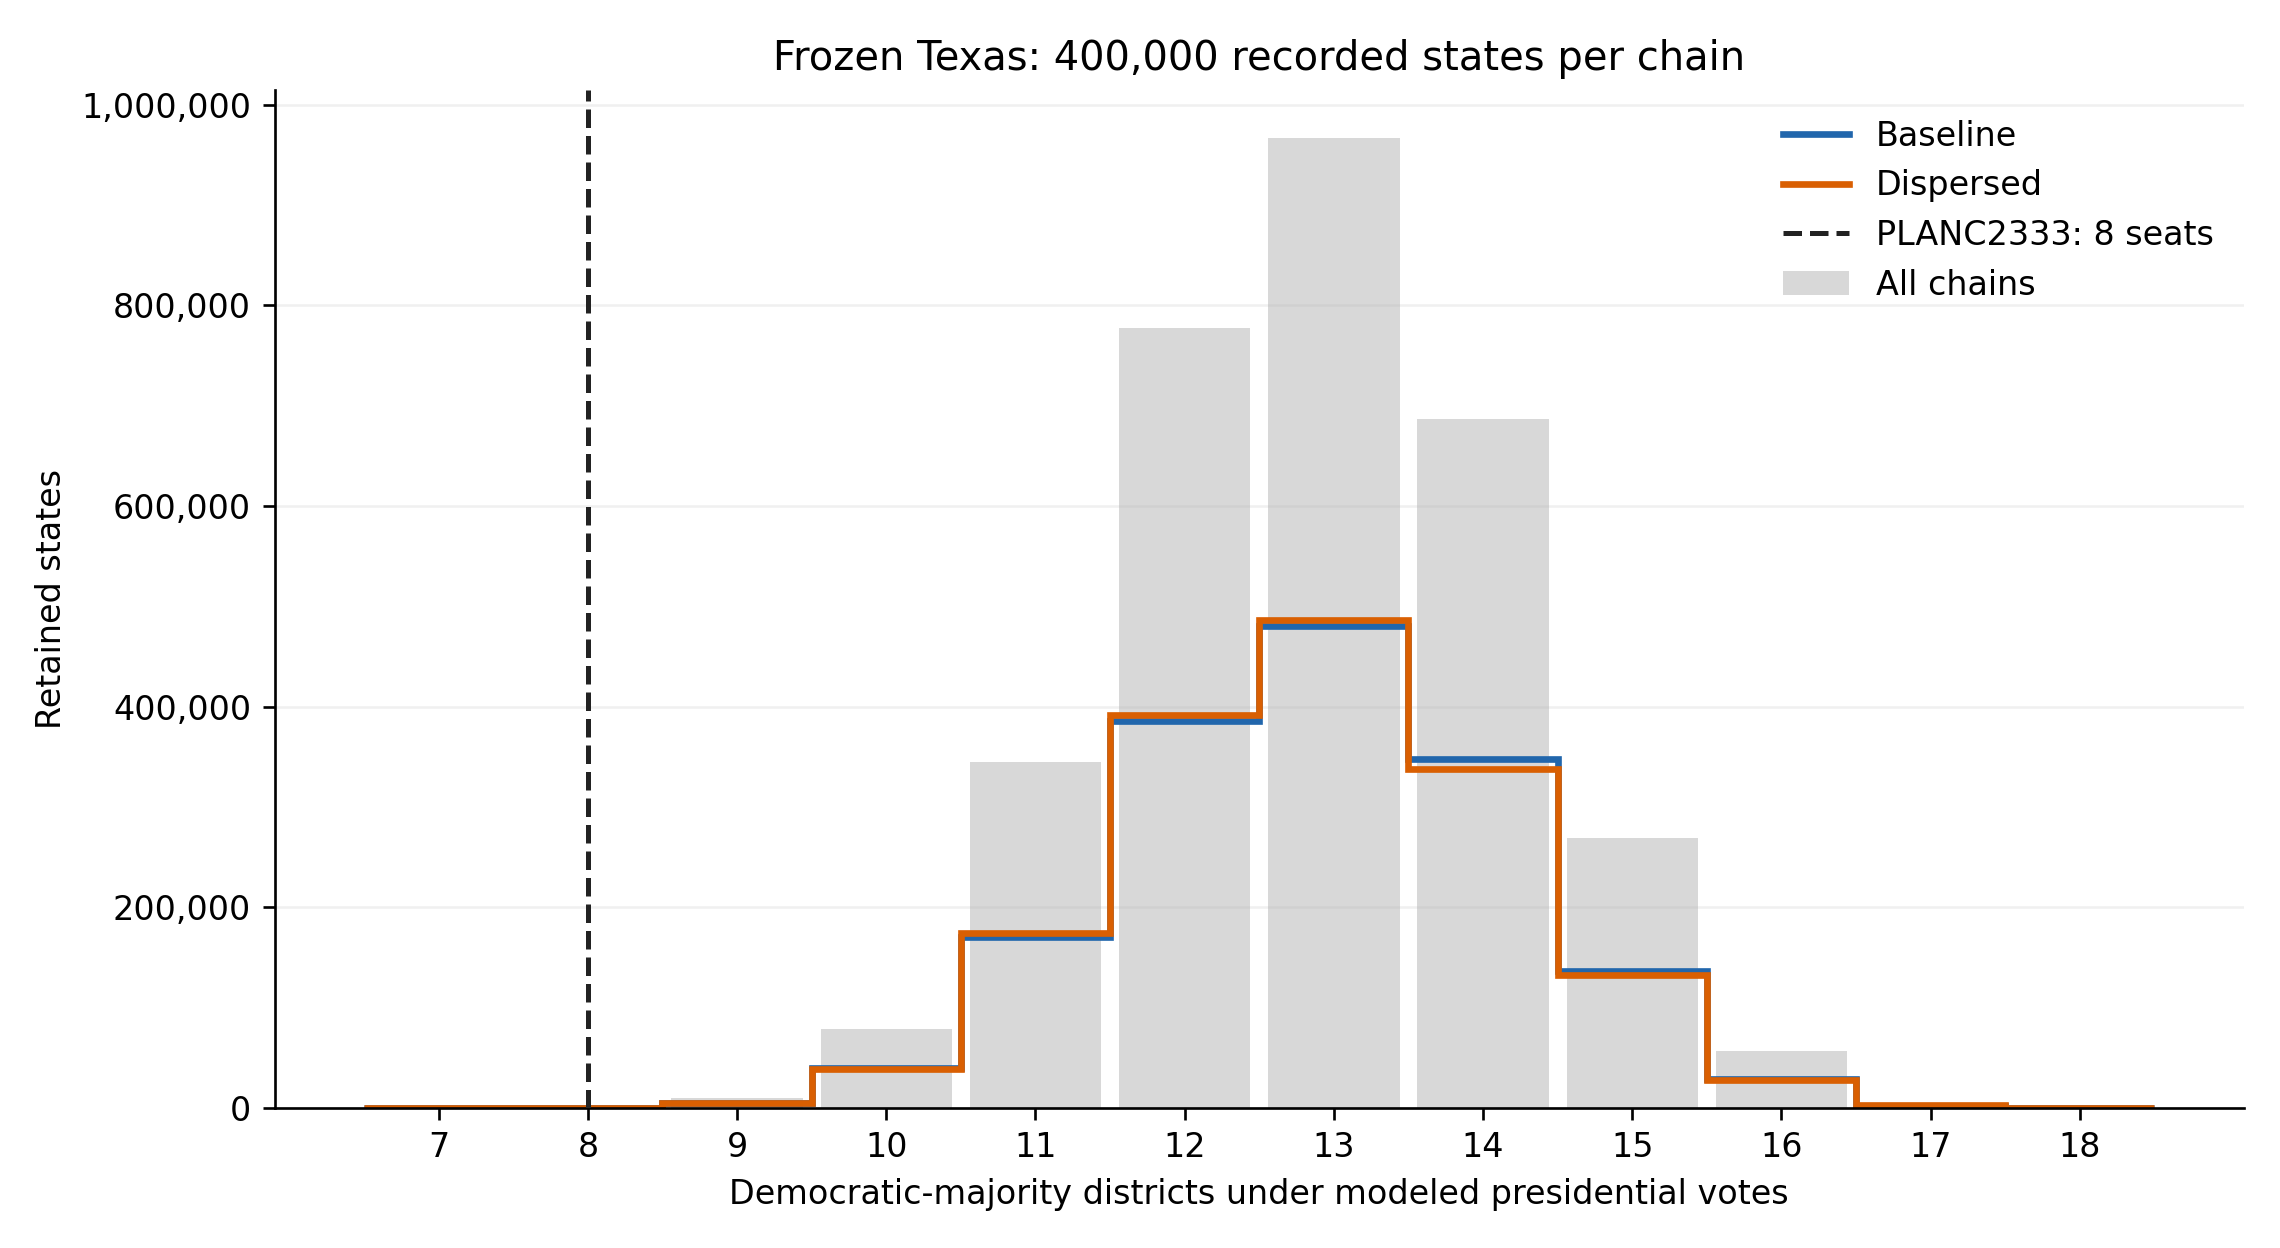 Frozen Texas: 400,000 recorded states per chain
1,000,000
800,000
600,000
400,000
200,000
0
Retained states
Baseline
Dispersed
PLANC2333: 8 seats
All chains
7 8 9 10 11 12 13 14 15 16 17 18
Democratic-majority districts under modeled presidential votes